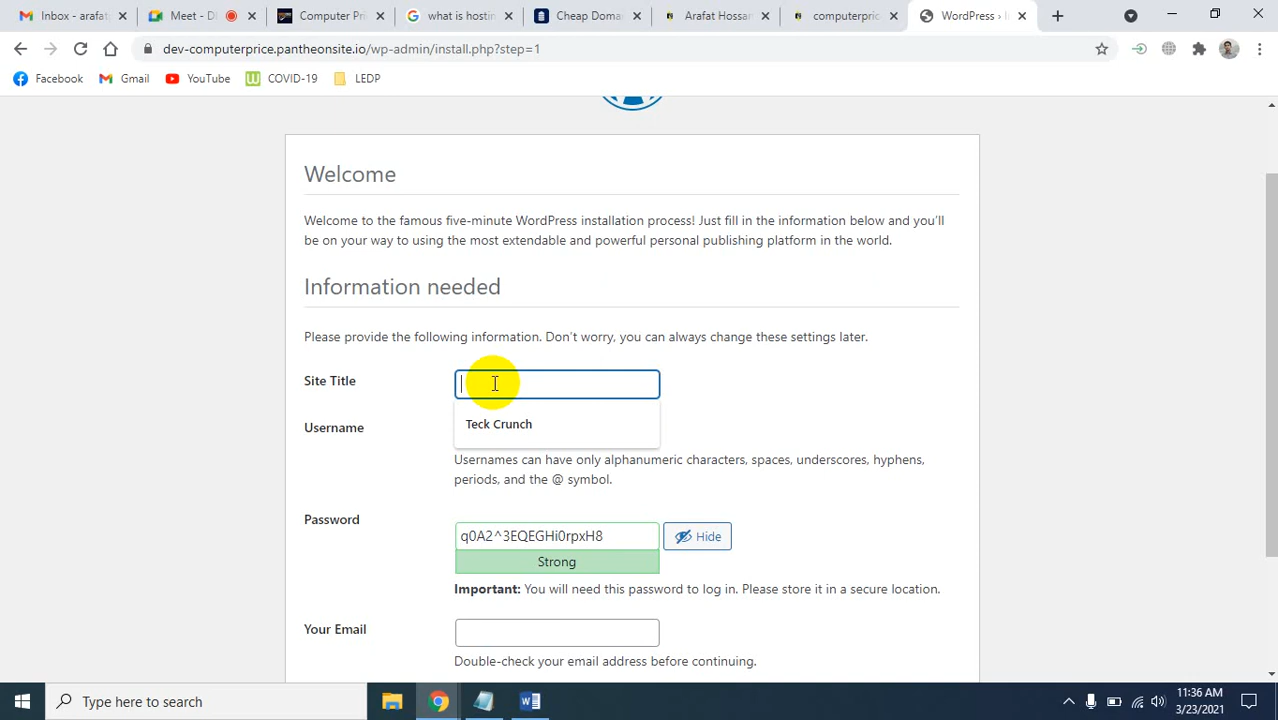 Inbox - arafat
Meet - D
Computer Pri
what is hostin
Cheap Doma
Arafat Hossan
computerpric
WordPress ›
dev-computerprice.pantheonsite.io/wp-admin/install.php?step=1
Facebook
Gmail
YouTube
COVID-19
LEDP
Welcome
Welcome to the famous five-minute WordPress installation process! Just fill in the information below and you'll
be on your way to using the most extendable and powerful personal publishing platform in the world.
Information needed
Please provide the following information. Don't worry, you can always change these settings later.
Site Title
Teck Crunch
Username
Usernames can have only alphanumeric characters, spaces, underscores, hyphens,
periods, and the @ symbol.
Password
q0A2^3EQEGHi0rpxH8
Hide
Strong
Important: You will need this password to log in. Please store it in a secure location.
Your Email
Double-check your email address before continuing.
Type here to search
11:36 AM
3/23/2021